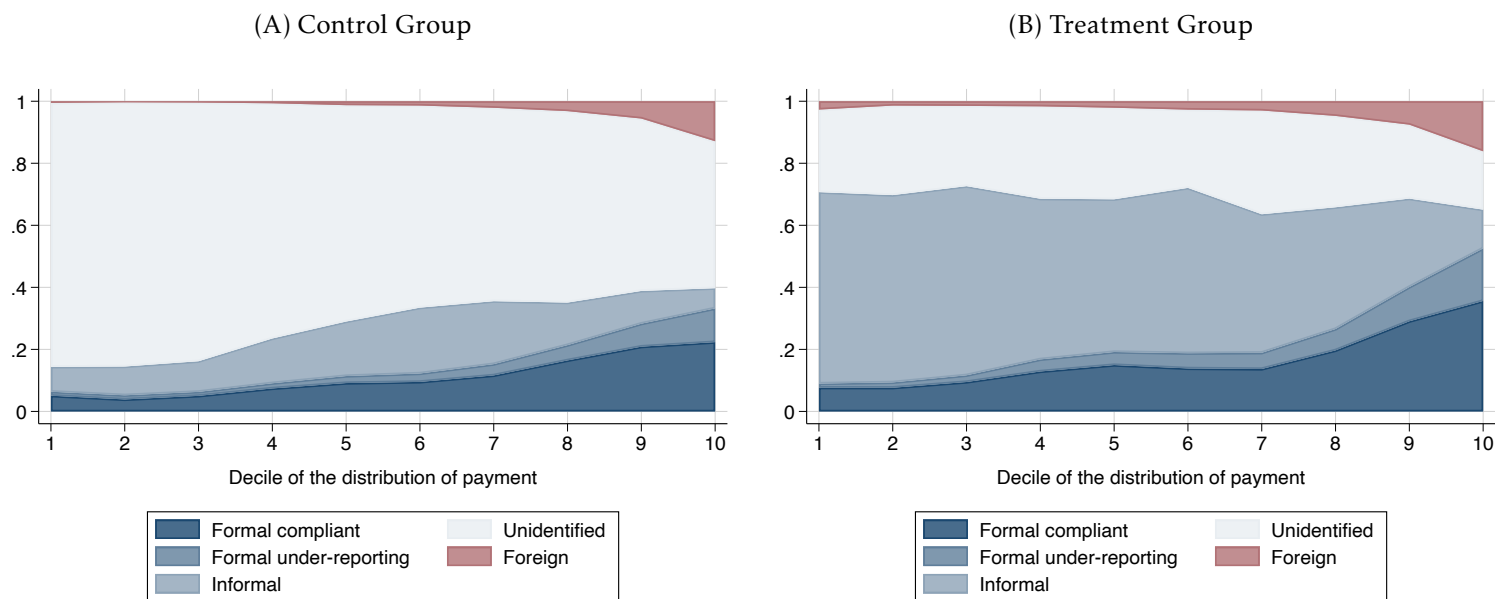 (A) Control Group
1
.8
.6
.4
.2
0
1 2 3 4 5 6 7 8 9 10
Decile of the distribution of payment
Formal compliant Unidentified
Formal under-reporting Foreign
Informal
(B) Treatment Group
1
.8
.6
.4
.2
0
1 2 3 4 5 6 7 8 9 10
Decile of the distribution of payment
Formal compliant Unidentified
Formal under-reporting Foreign
Informal